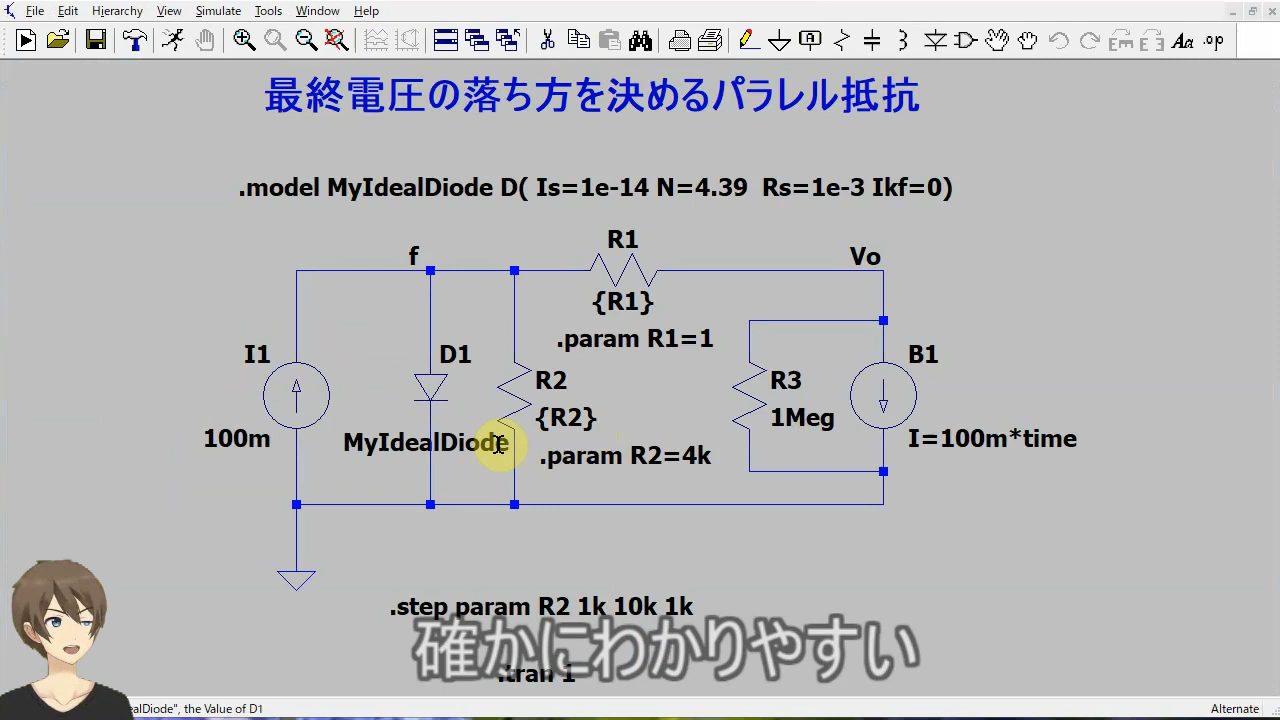 File Edit Hierarchy View Simulate Tools Window Help
最終電圧の落ち方を決めるパラレル抵抗
.model MyIdealDiode D( Is=1e-14 N=4.39 Rs=1e-3 Ikf=0)
R1
f
Vo
{R1}
.param R1=1
I1
D1
B1
R2
R3
{R2}
1Meg
100m
MyIdealDiode
I=100m*time
.param R2=4k
.step param R2 1k 10k 1k
確かにわかりやすい
.tran 1
ealDiode", the Value of D1
Alternate